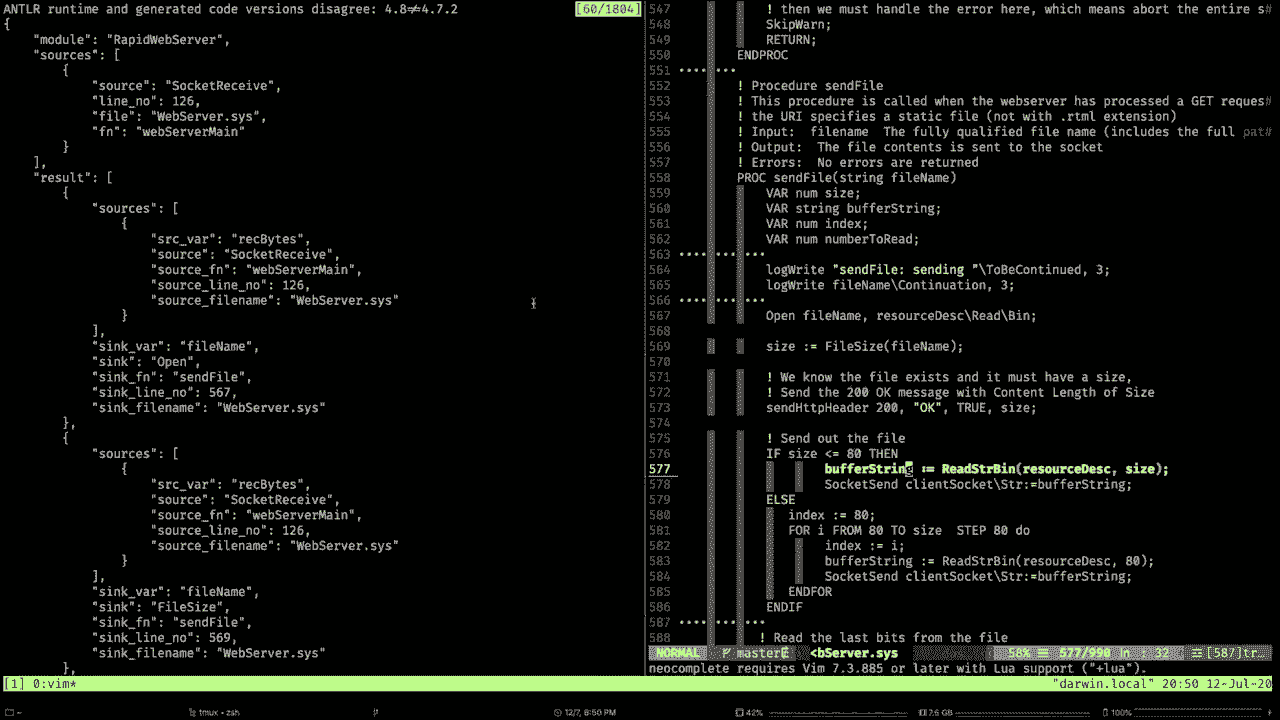 ANTLR runtime and generated code versions disagree: 4.8≠4.7.2 [60/1804]
{
"module": "RapidWebServer",
"sources": [
{
"source": "SocketReceive",
"line_no": 126,
"file": "WebServer.sys",
"fn": "webServerMain"
}
],
"result": [
{
"sources": [
{
"src_var": "recBytes",
"source": "SocketReceive",
"source_fn": "webServerMain",
"source_line_no": 126,
"source_filename": "WebServer.sys"
}
],
"sink_var": "fileName",
"sink": "Open",
"sink_fn": "sendFile",
"sink_line_no": 567,
"sink_filename": "WebServer.sys"
},
{
"sources": [
{
"src_var": "recBytes",
"source": "SocketReceive",
"source_fn": "webServerMain",
"source_line_no": 126,
"source_filename": "WebServer.sys"
}
],
"sink_var": "fileName",
"sink": "FileSize",
"sink_fn": "sendFile",
"sink_line_no": 569,
"sink_filename": "WebServer.sys"
},
547 ! then we must handle the error here, which means abort the entire s#
548 SkipWarn;
549 RETURN;
550 ENDPROC
551
552 ! Procedure sendFile
553 ! This procedure is called when the webserver has processed a GET reques#
554 ! the URI specifies a static file (not with .rtml extension)
555 ! Input: filename The fully qualified file name (includes the full pat#
556 ! Output: The file contents is sent to the socket
557 ! Errors: No errors are returned
558 PROC sendFile(string fileName)
559 VAR num size;
560 VAR string bufferString;
561 VAR num index;
562 VAR num numberToRead;
563
564 logWrite "sendFile: sending "\ToBeContinued, 3;
565 logWrite fileName\Continuation, 3;
566
567 Open fileName, resourceDesc\Read\Bin;
568
569 size := FileSize(fileName);
570
571 ! We know the file exists and it must have a size,
572 ! Send the 200 OK message with Content Length of Size
573 sendHttpHeader 200, "OK", TRUE, size;
574
575 ! Send out the file
576 IF size <= 80 THEN
577 bufferString := ReadStrBin(resourceDesc, size);
578 SocketSend clientSocket\Str:=bufferString;
579 ELSE
580 index := 80;
581 FOR i FROM 80 TO size STEP 80 do
582 index := i;
583 bufferString := ReadStrBin(resourceDesc, 80);
584 SocketSend clientSocket\Str:=bufferString;
585 ENDFOR
586 ENDIF
587
588 ! Read the last bits from the file
NORMAL master <bServer.sys 58% 577/990 ln : 32 [587]tr…
neocomplete requires Vim 7.3.885 or later with Lua support ("+lua").
[1] 0:vim* "darwin.local" 20:50 12-Jul-20
~ tmux • zsh 12/7, 8:50 PM 42% 7.6 GB 100%